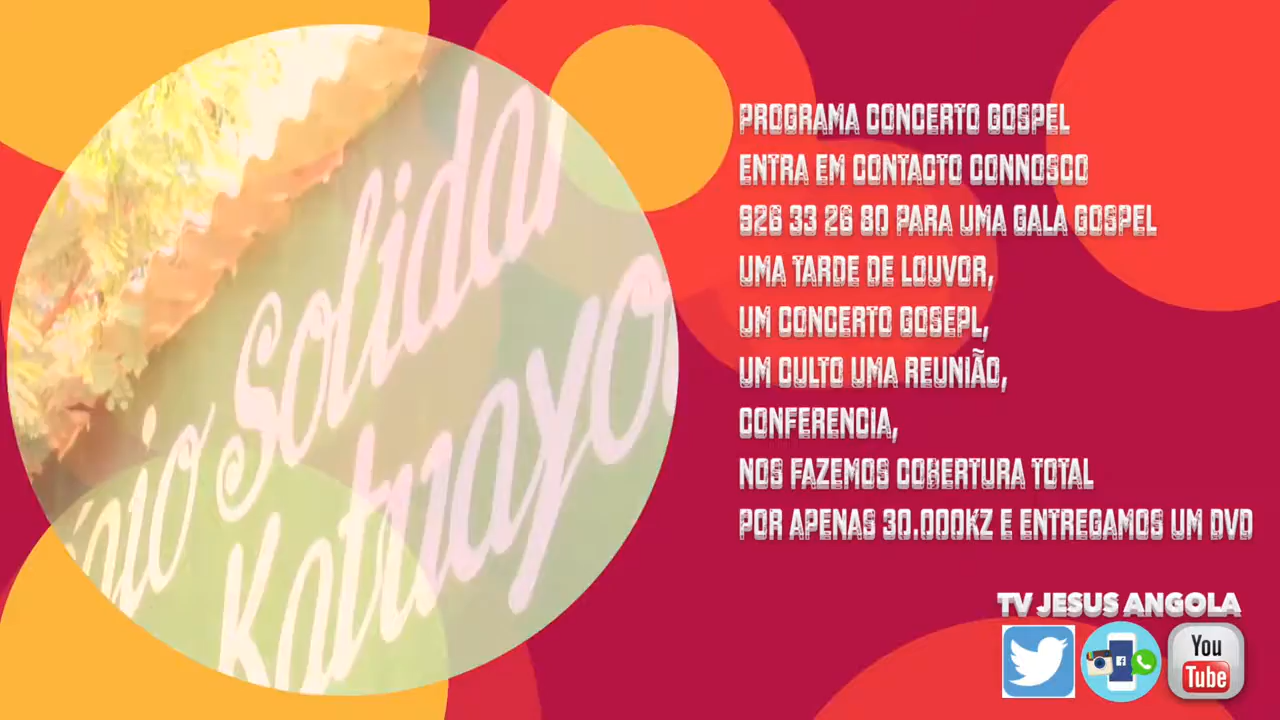 Solidar
Katmayo
PROGRAMA CONCERTO GOSPEL
ENTRA EM CONTACTO CONNOSCO
926 33 26 80 PARA UMA GALA GOSPEL
UMA TARDE DE LOUVOR,
UM CONCERTO GOSEPL,
UM CULTO UMA REUNIÃO,
CONFERENCIA,
NOS FAZEMOS COBERTURA TOTAL
POR APENAS 30.000KZ E ENTREGAMOS UM DVD
TV JESUS ANGOLA
You
Tube